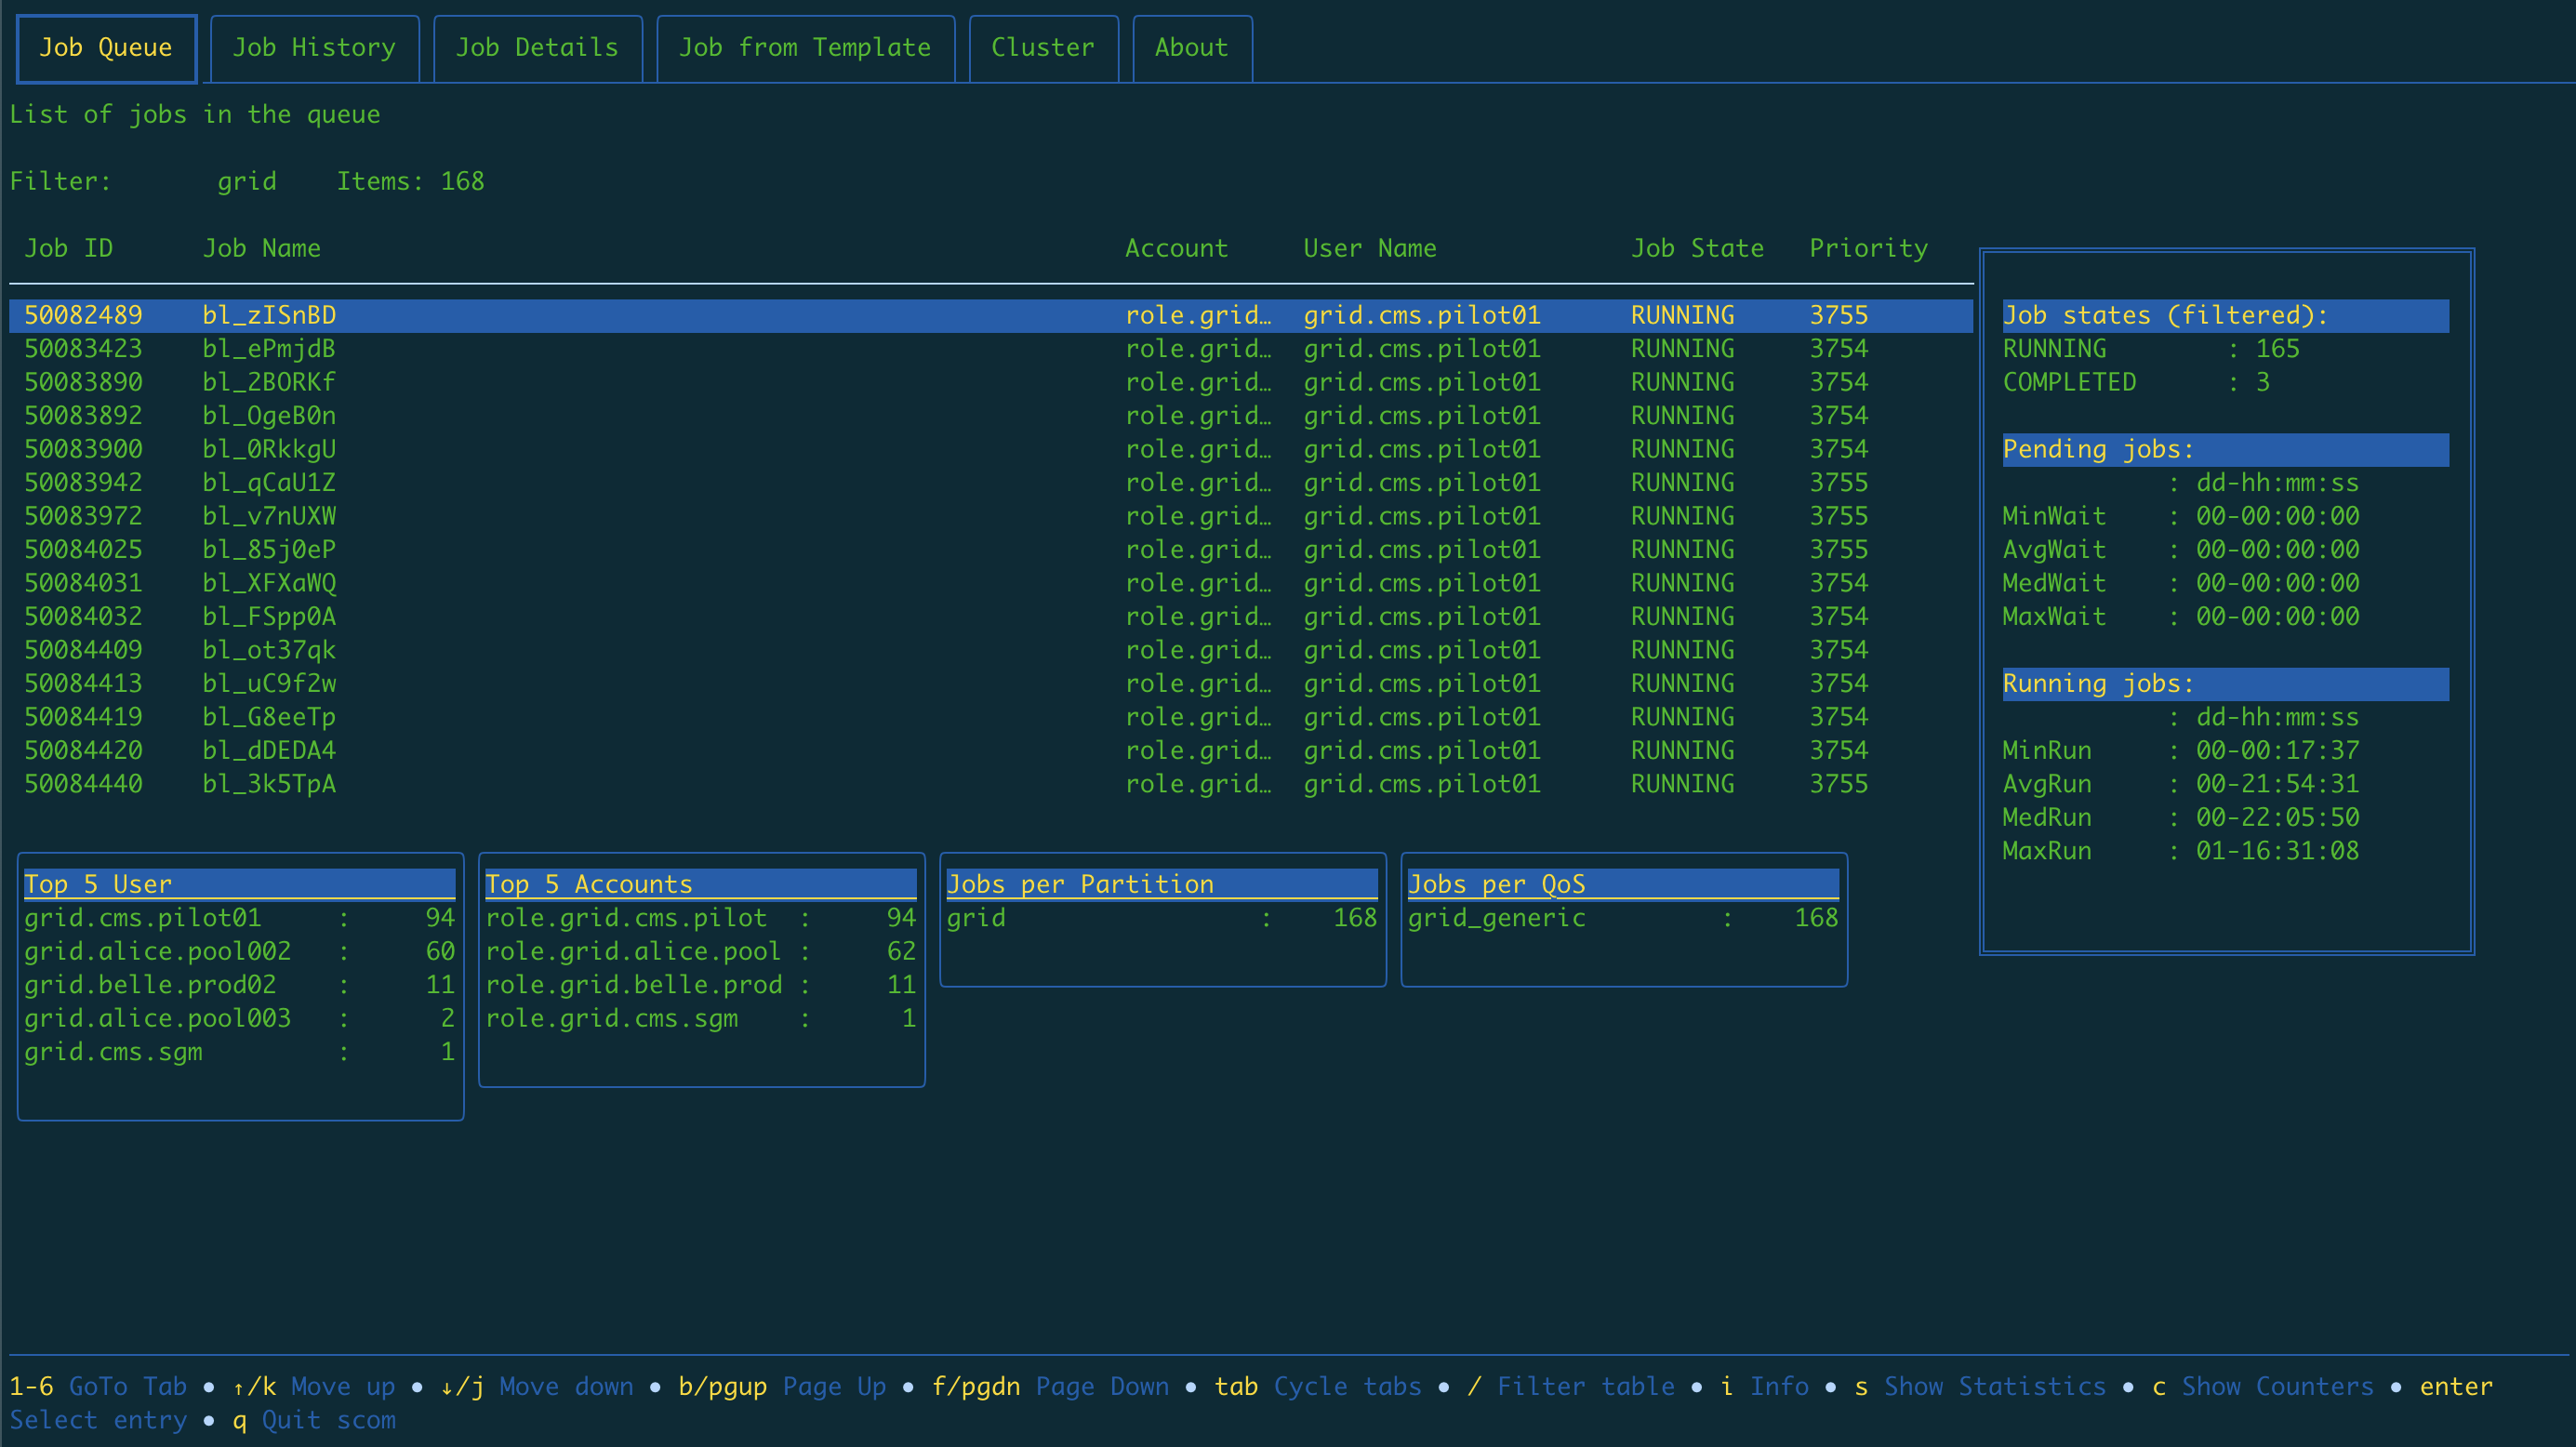 Job Queue Job History Job Details Job from Template Cluster About
List of jobs in the queue
Filter: grid Items: 168
Job ID Job Name Account User Name Job State Priority
50082489 bl_zISnBD role.grid… grid.cms.pilot01 RUNNING 3755
50083423 bl_ePmjdB role.grid… grid.cms.pilot01 RUNNING 3754
50083890 bl_2BORKf role.grid… grid.cms.pilot01 RUNNING 3754
50083892 bl_OgeB0n role.grid… grid.cms.pilot01 RUNNING 3754
50083900 bl_0RkkgU role.grid… grid.cms.pilot01 RUNNING 3754
50083942 bl_qCaU1Z role.grid… grid.cms.pilot01 RUNNING 3755
50083972 bl_v7nUXW role.grid… grid.cms.pilot01 RUNNING 3755
50084025 bl_85j0eP role.grid… grid.cms.pilot01 RUNNING 3755
50084031 bl_XFXaWQ role.grid… grid.cms.pilot01 RUNNING 3754
50084032 bl_FSpp0A role.grid… grid.cms.pilot01 RUNNING 3754
50084409 bl_ot37qk role.grid… grid.cms.pilot01 RUNNING 3754
50084413 bl_uC9f2w role.grid… grid.cms.pilot01 RUNNING 3754
50084419 bl_G8eeTp role.grid… grid.cms.pilot01 RUNNING 3754
50084420 bl_dDEDA4 role.grid… grid.cms.pilot01 RUNNING 3754
50084440 bl_3k5TpA role.grid… grid.cms.pilot01 RUNNING 3755
Job states (filtered):
RUNNING : 165
COMPLETED : 3
Pending jobs:
: dd-hh:mm:ss
MinWait : 00-00:00:00
AvgWait : 00-00:00:00
MedWait : 00-00:00:00
MaxWait : 00-00:00:00
Running jobs:
: dd-hh:mm:ss
MinRun : 00-00:17:37
AvgRun : 00-21:54:31
MedRun : 00-22:05:50
MaxRun : 01-16:31:08
Top 5 User
grid.cms.pilot01 : 94
grid.alice.pool002 : 60
grid.belle.prod02 : 11
grid.alice.pool003 : 2
grid.cms.sgm : 1
Top 5 Accounts
role.grid.cms.pilot : 94
role.grid.alice.pool : 62
role.grid.belle.prod : 11
role.grid.cms.sgm : 1
Jobs per Partition
grid : 168
Jobs per QoS
grid_generic : 168
1-6 GoTo Tab • ↑/k Move up • ↓/j Move down • b/pgup Page Up • f/pgdn Page Down • tab Cycle tabs • / Filter table • i Info • s Show Statistics • c Show Counters • enter
Select entry • q Quit scom